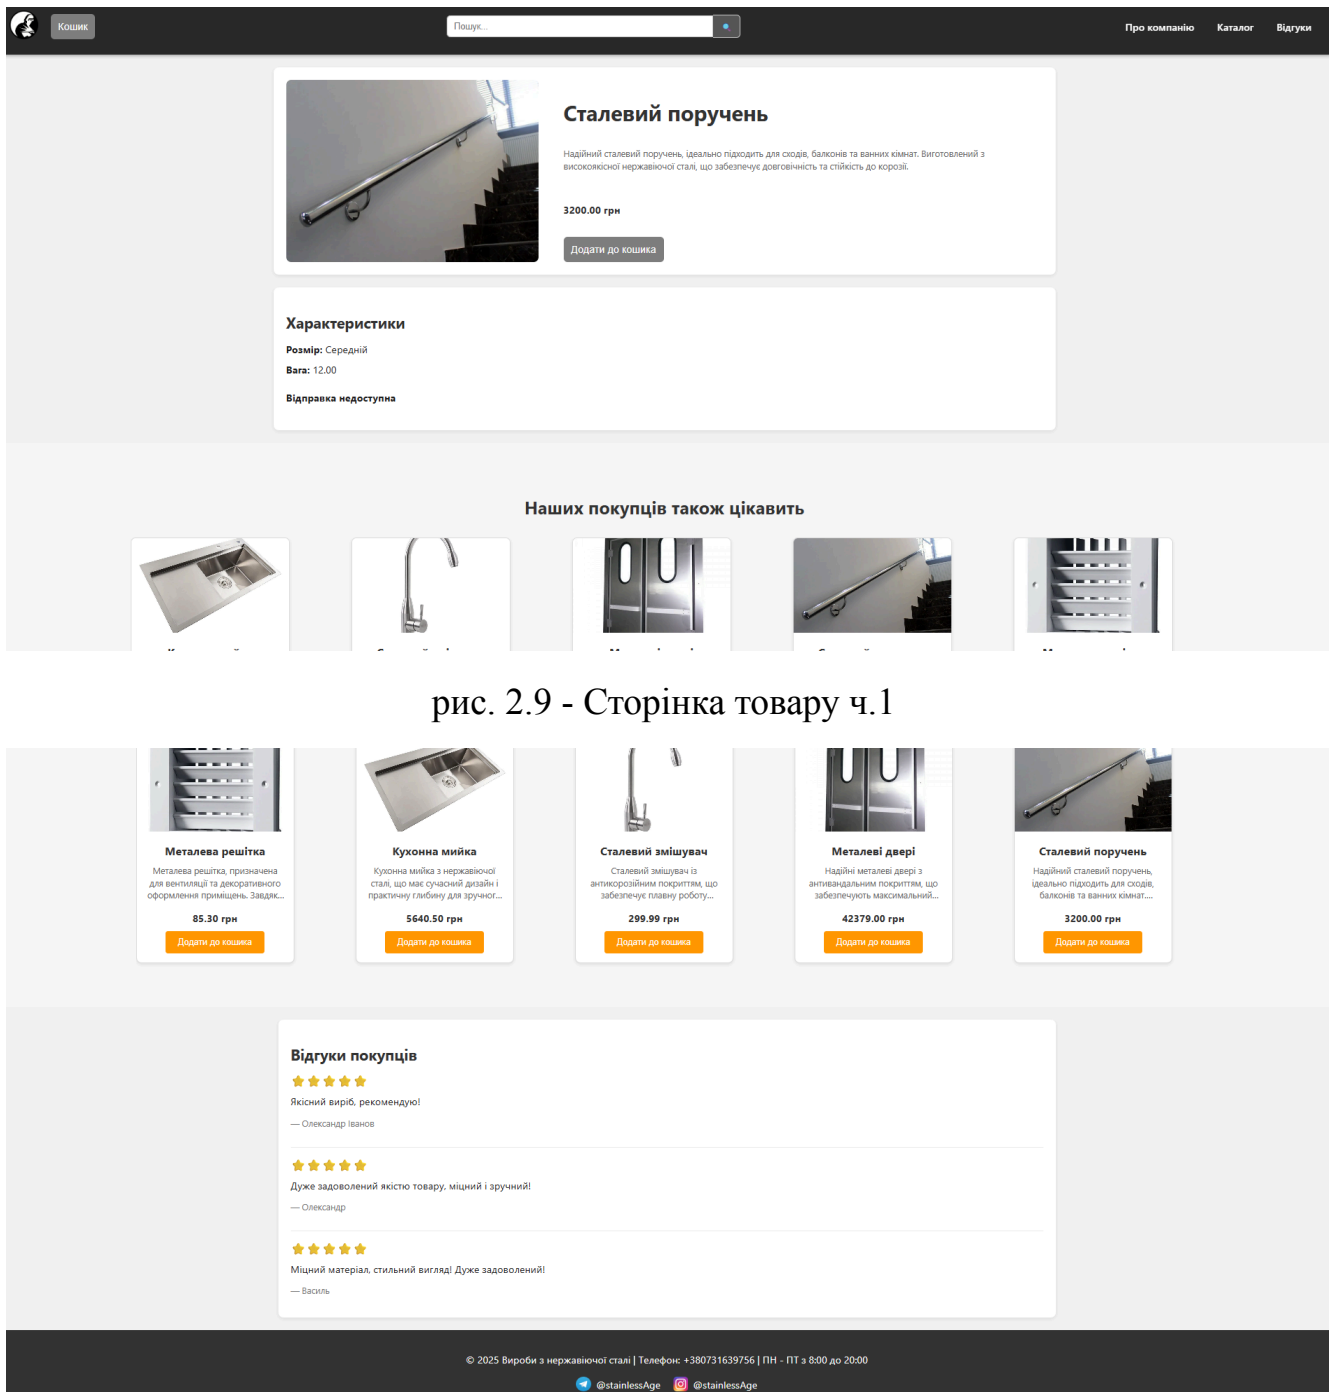 Кошик
Пошук...
Про компанію Каталог Відгуки
Сталевий поручень
Надійний сталевий поручень, ідеально підходить для сходів, балконів та ванних кімнат. Виготовлений з
високоякісної нержавіючої сталі, що забезпечує довговічність та стійкість до корозії.
3200.00 грн
Додати до кошика
Характеристики
Розмір: Середній
Вага: 12.00
Відправка недоступна
Наших покупців також цікавить
рис. 2.9 - Сторінка товару ч.1
Металева решітка
Металева решітка, призначена
для вентиляції та декоративного
оформлення приміщень. Завдяк...
85.30 грн
Додати до кошика
Кухонна мийка
Кухонна мийка з нержавіючої
сталі, що має сучасний дизайн і
практичну глибину для зручног...
5640.50 грн
Додати до кошика
Сталевий змішувач
Сталевий змішувач із
антикорозійним покриттям, що
забезпечує плавну роботу...
299.99 грн
Додати до кошика
Металеві двері
Надійні металеві двері з
антивандальним покриттям, що
забезпечують максимальний...
42379.00 грн
Додати до кошика
Сталевий поручень
Надійний сталевий поручень,
ідеально підходить для сходів,
балконів та ванних кімнат....
3200.00 грн
Додати до кошика
Відгуки покупців
Якісний виріб, рекомендую!
— Олександр Іванов
Дуже задоволений якістю товару, міцний і зручний!
— Олександр
Міцний матеріал, стильний вигляд! Дуже задоволений!
— Василь
© 2025 Вироби з нержавіючої сталі | Телефон: +380731639756 | ПН - ПТ з 8:00 до 20:00
@stainlessAge @stainlessAge